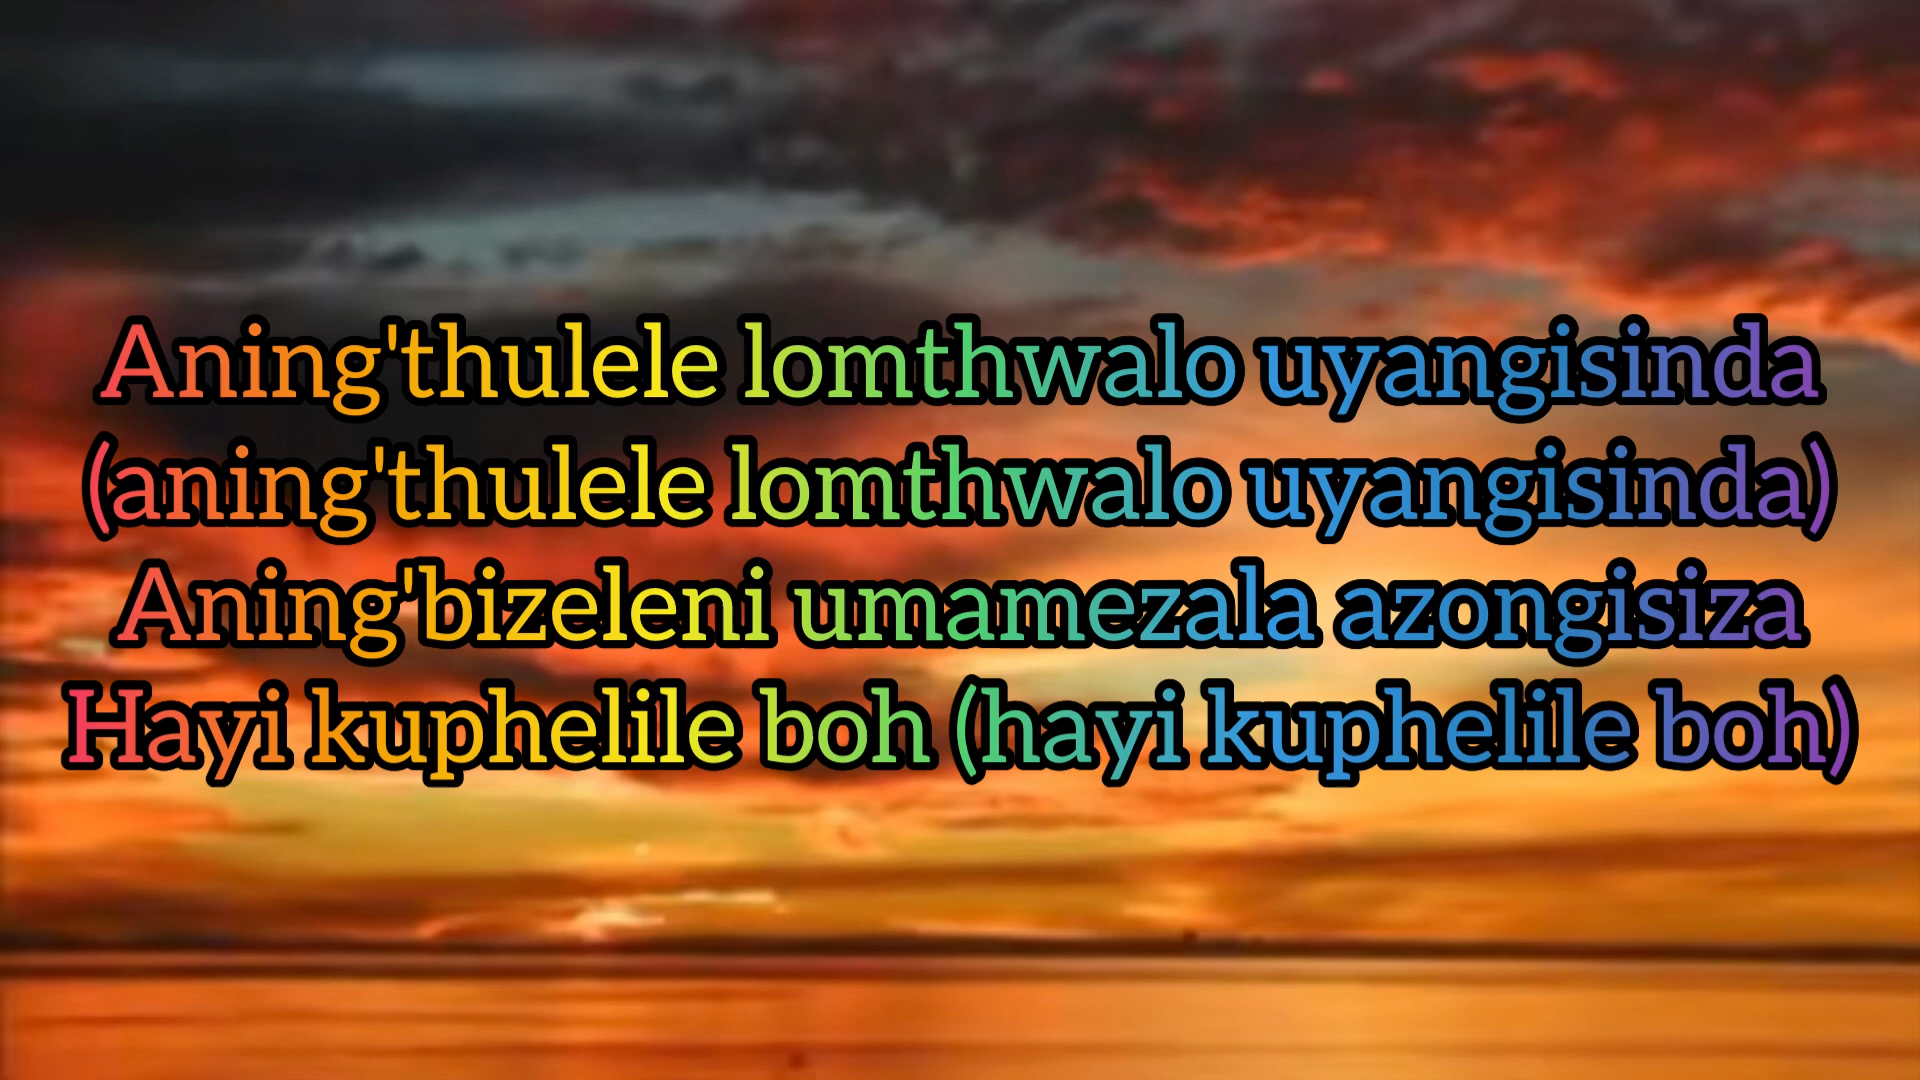 Aning'thulele lomthwalo uyangisinda
(aning'thulele lomthwalo uyangisinda)
Aning'bizeleni umamezala azongisiza
Hayi kuphelile boh (hayi kuphelile boh)